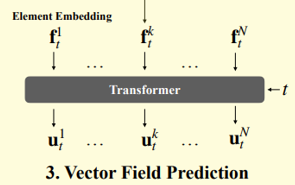 Element Embedding
f_t^1 f_t^k f_t^N
... ...
Transformer t
u_t^1 ... u_t^k ... u_t^N
3. Vector Field Prediction